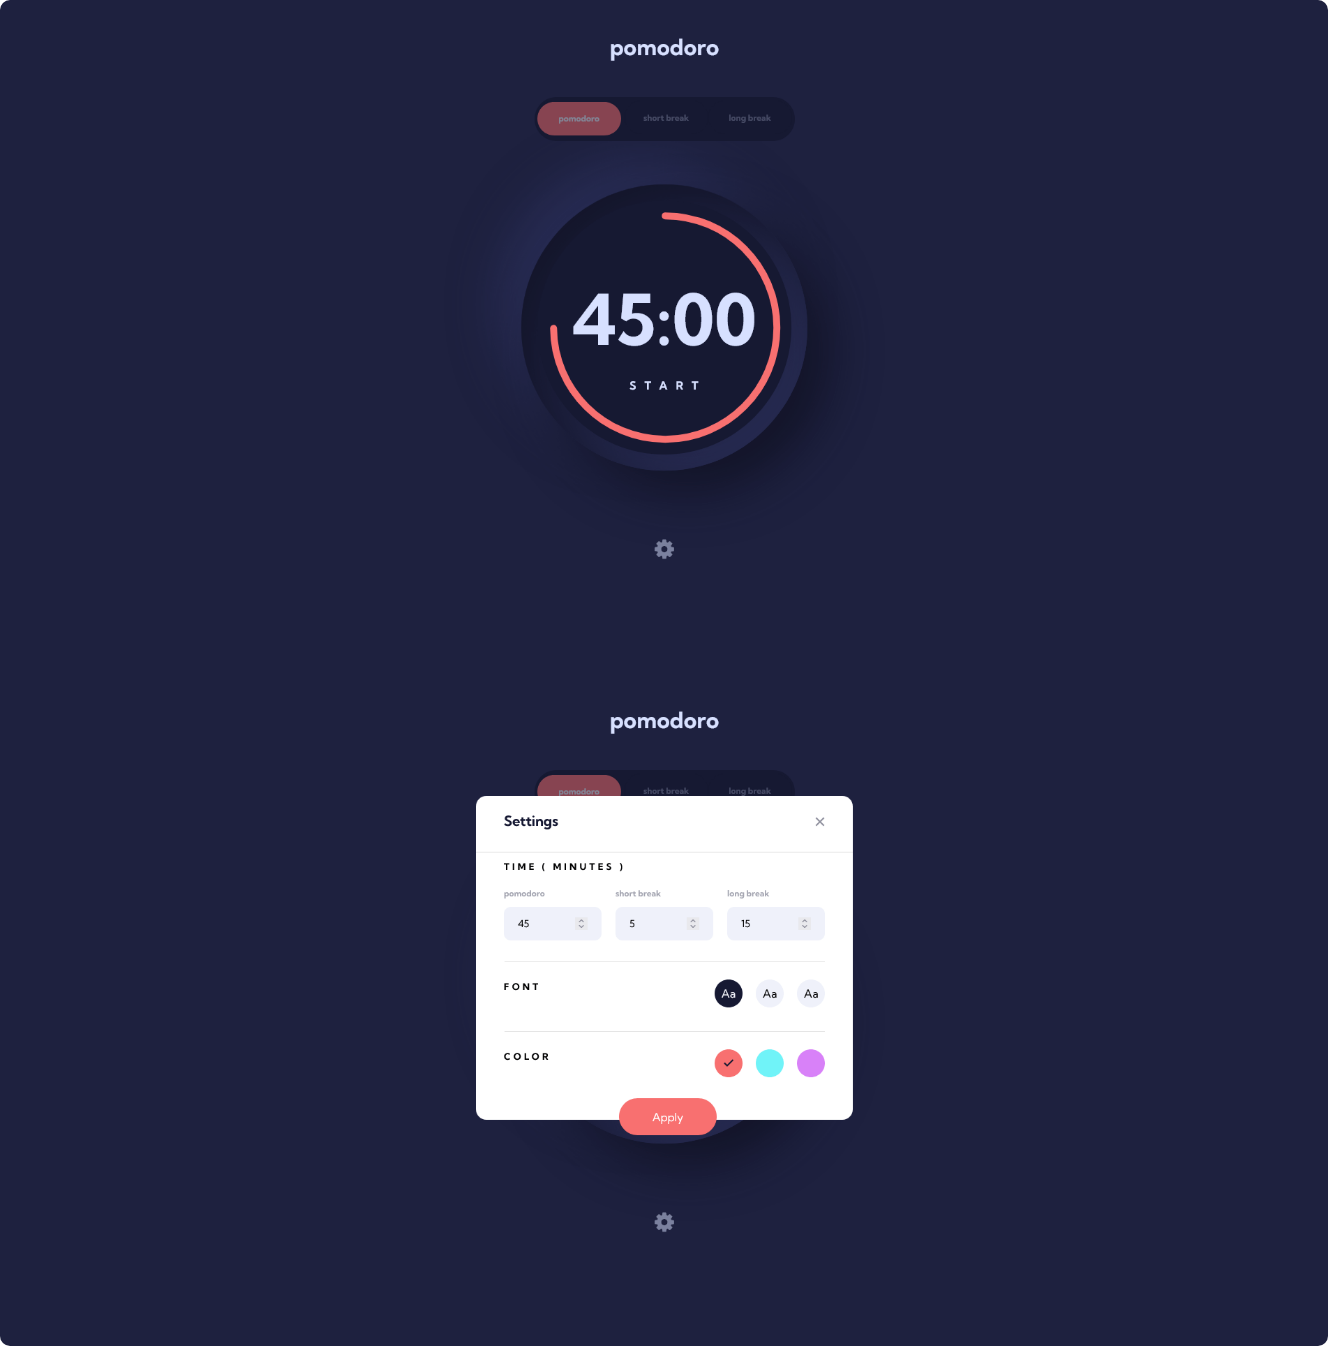 pomodoro
pomodoro short break long break
45:00
START
pomodoro
pomodoro short break long break
Settings
TIME ( MINUTES )
pomodoro short break long break
45 5 15
FONT Aa Aa Aa
COLOR
Apply